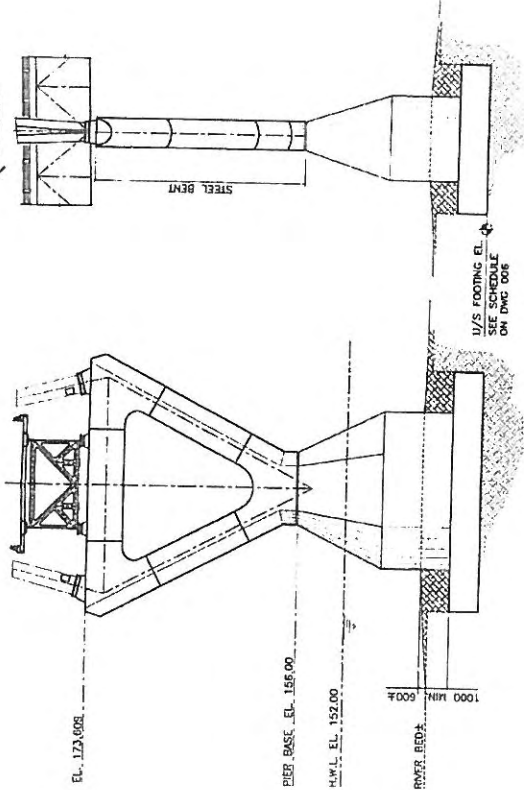 STEEL BENT
U/S FOOTING EL.
SEE SCHEDULE
ON DWG 006
EL. 173.609
PIER BASE EL. 156.00
H.W.L. EL. 152.00
RIVER BED±
1000 MIN.
600±